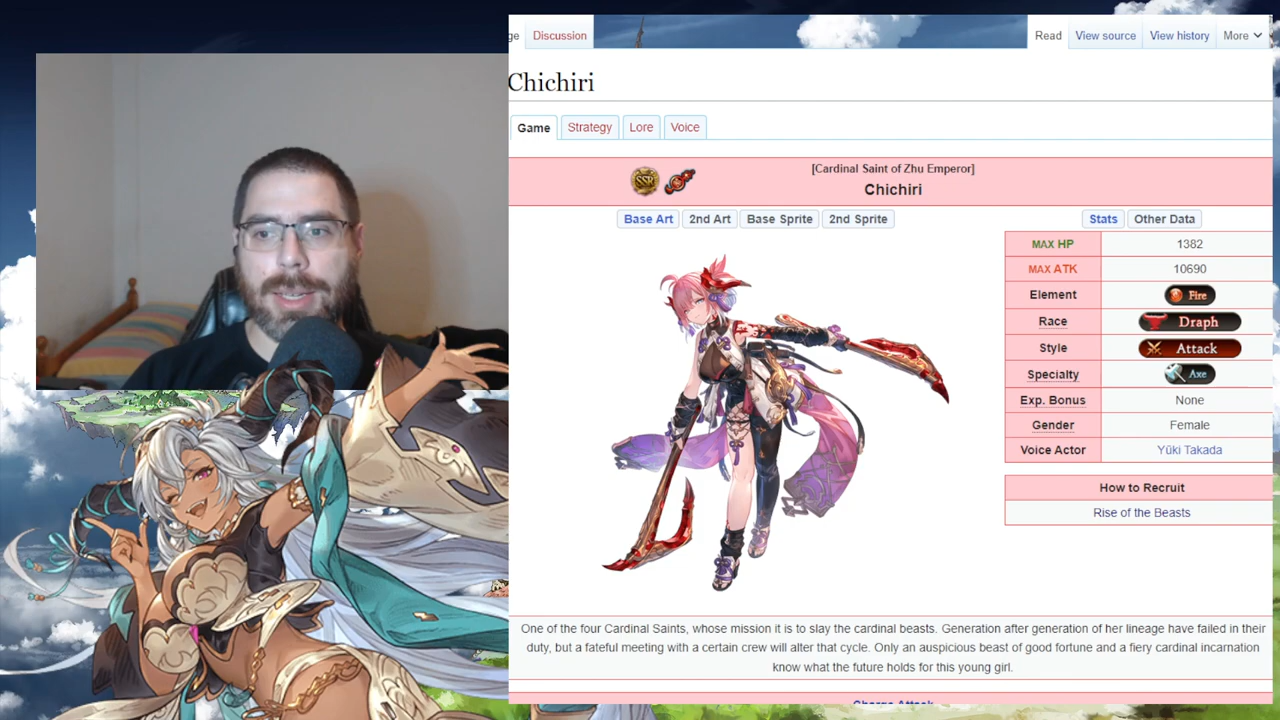 ge Discussion Read View source View history More
Chichiri
Game Strategy Lore Voice
SSR
[Cardinal Saint of Zhu Emperor]
Chichiri
Base Art 2nd Art Base Sprite 2nd Sprite
Stats Other Data
MAX HP 1382
MAX ATK 10690
Element Fire
Race Draph
Style Attack
Specialty Axe
Exp. Bonus None
Gender Female
Voice Actor Yūki Takada
How to Recruit
Rise of the Beasts
One of the four Cardinal Saints, whose mission it is to slay the cardinal beasts. Generation after generation of her lineage have failed in their
duty, but a fateful meeting with a certain crew will alter that cycle. Only an auspicious beast of good fortune and a fiery cardinal incarnation
know what the future holds for this young girl.
Charge Attack